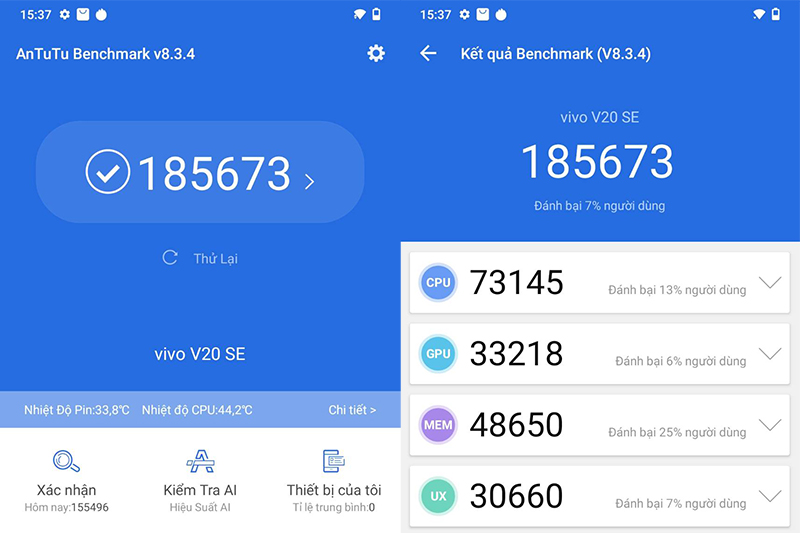 15:37
AnTuTu Benchmark v8.3.4
185673
Thử Lại
vivo V20 SE
Nhiệt Độ Pin:33,8℃ Nhiệt độ CPU:44,2℃ Chi tiết >
Xác nhận
Hôm nay:155496
Kiểm Tra AI
Hiệu Suất AI
Thiết bị của tôi
Tỉ lệ trung bình:0
15:37
Kết quả Benchmark (V8.3.4)
vivo V20 SE
185673
Đánh bại 7% người dùng
CPU 73145 Đánh bại 13% người dùng
GPU 33218 Đánh bại 6% người dùng
MEM 48650 Đánh bại 25% người dùng
UX 30660 Đánh bại 7% người dùng